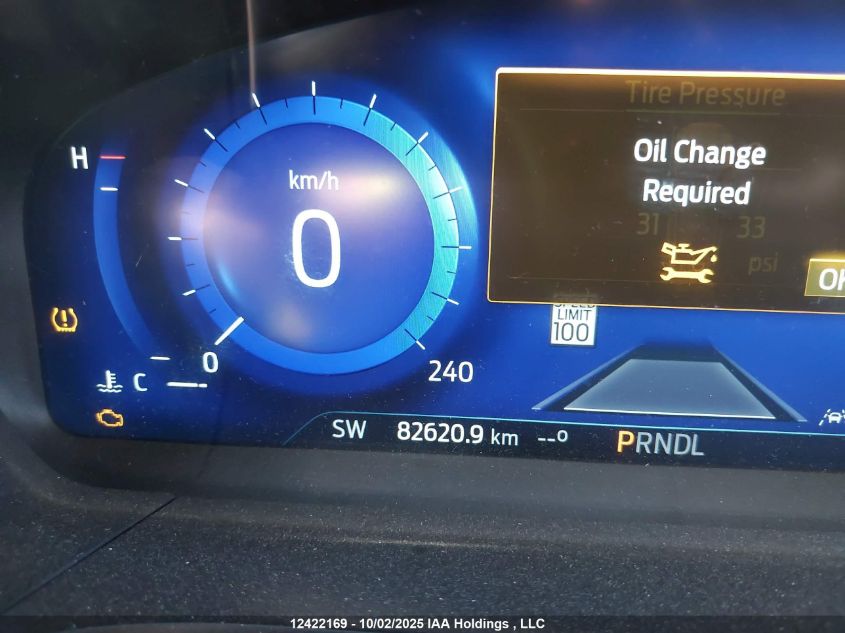 Tire Pressure
H
Oil Change
km/h
Required
0
31 33
psi
OK
SPEED
LIMIT
100
0
240
C
SW 82620.9 km --° PRNDL
12422169 - 10/02/2025 IAA Holdings , LLC